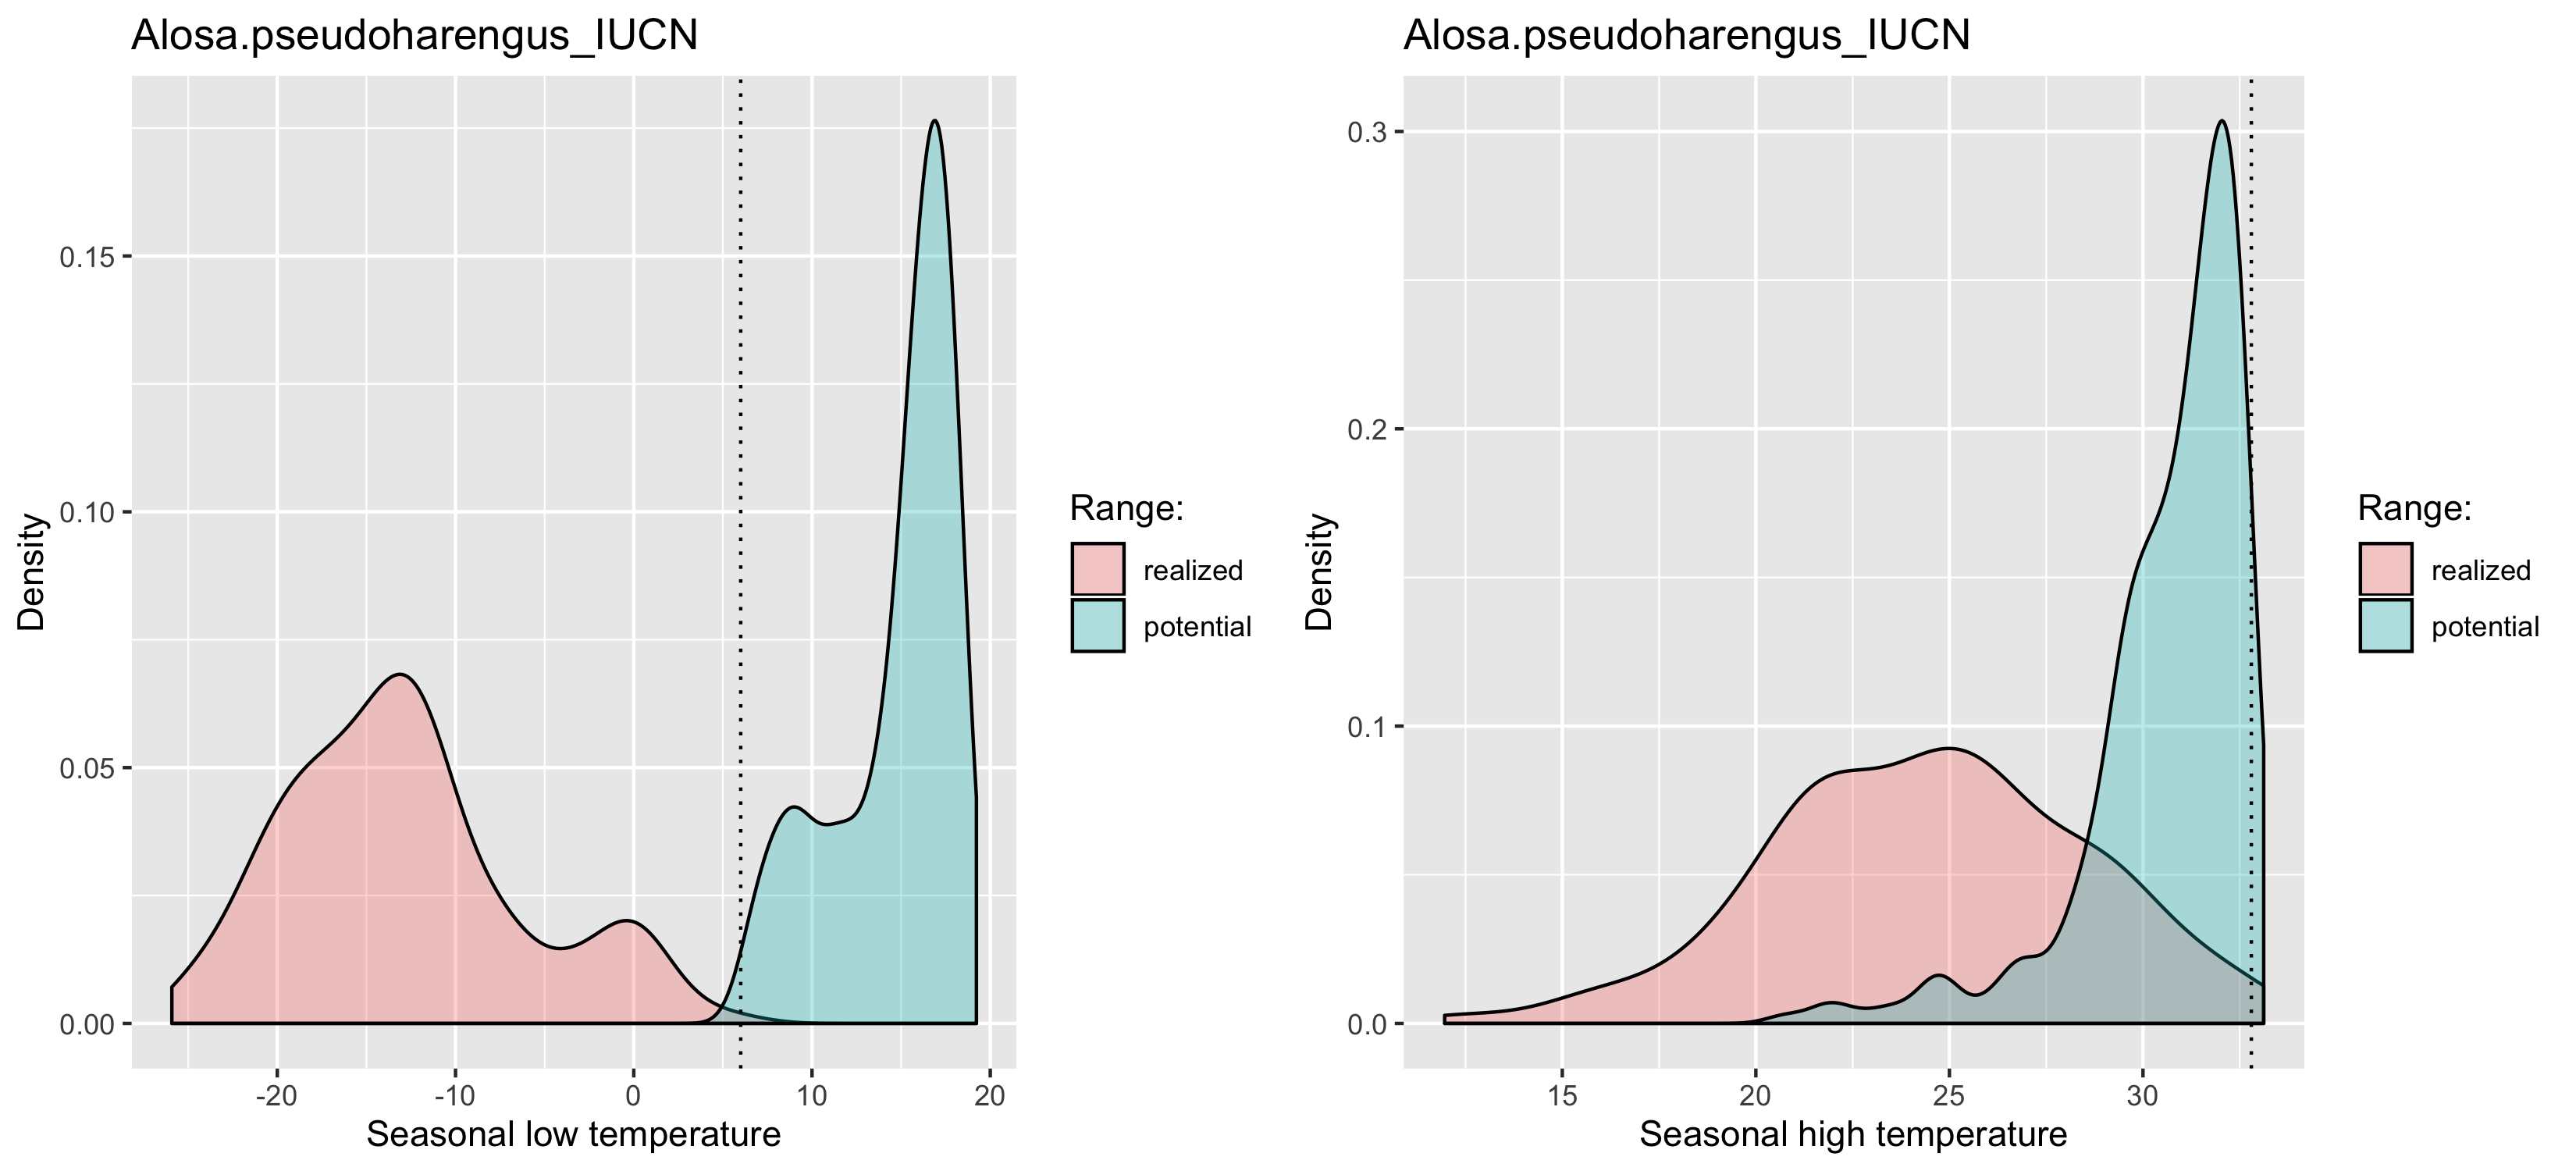 Alosa.pseudoharengus_IUCN
0.15
0.10
0.05
0.00
Density
-20
-10
0
10
20
Seasonal low temperature
Range:
realized
potential
Alosa.pseudoharengus_IUCN
0.3
0.2
0.1
0.0
Density
15
20
25
30
Seasonal high temperature
Range:
realized
potential